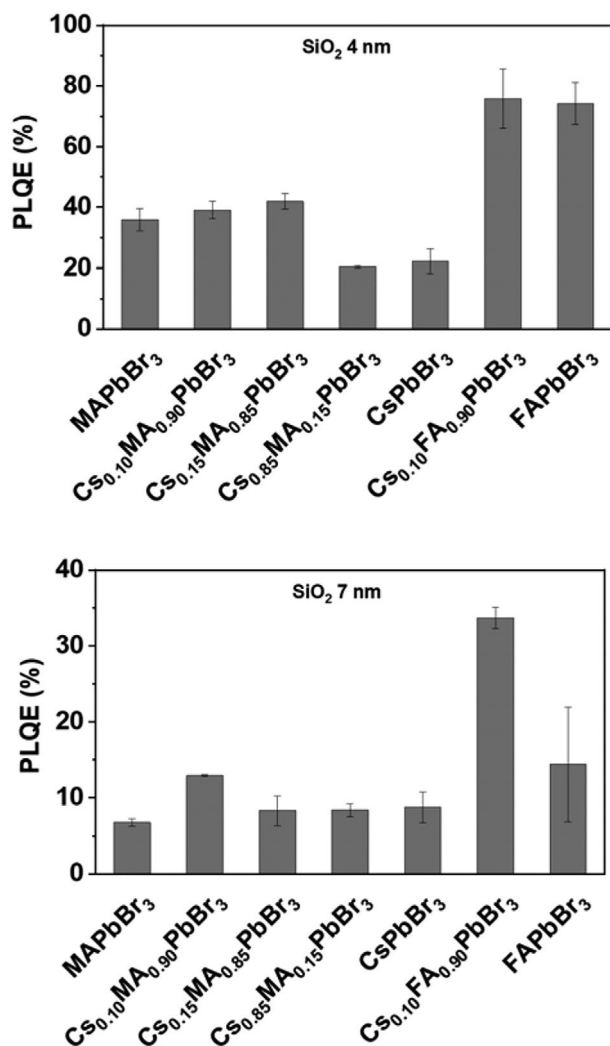 SiO₂ 4 nm
PLQE (%)
100
80
60
40
20
0
MAPbBr₃
Cs₀.₁₀MA₀.₉₀PbBr₃
Cs₀.₁₅MA₀.₈₅PbBr₃
Cs₀.₈₅MA₀.₁₅PbBr₃
CsPbBr₃
Cs₀.₁₀FA₀.₉₀PbBr₃
FAPbBr₃
SiO₂ 7 nm
PLQE (%)
40
30
20
10
0
MAPbBr₃
Cs₀.₁₀MA₀.₉₀PbBr₃
Cs₀.₁₅MA₀.₈₅PbBr₃
Cs₀.₈₅MA₀.₁₅PbBr₃
CsPbBr₃
Cs₀.₁₀FA₀.₉₀PbBr₃
FAPbBr₃